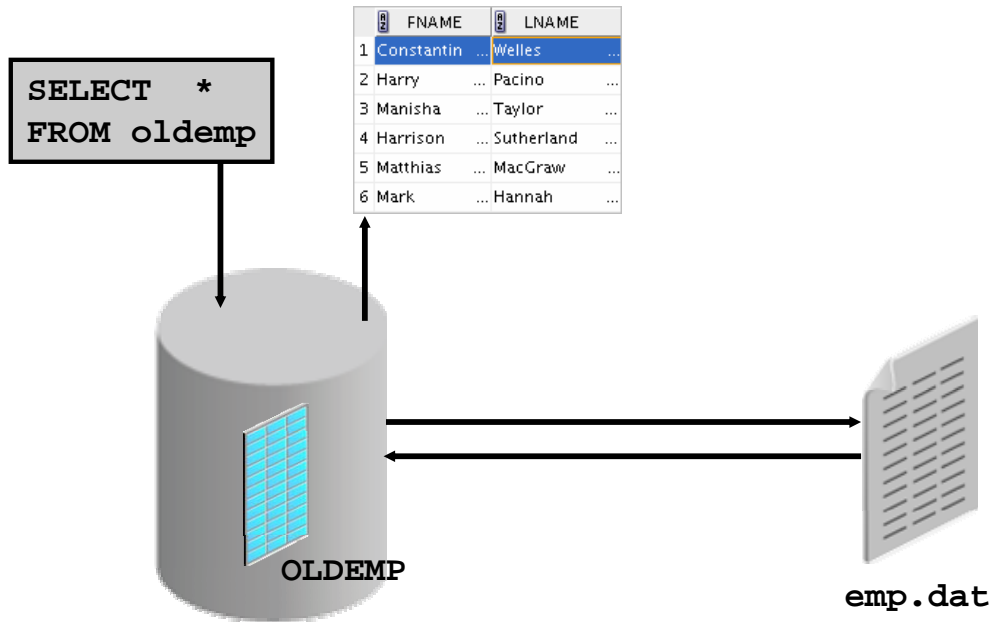 SELECT *
FROM oldemp
FNAME LNAME
1 Constantin ... Welles ...
2 Harry ... Pacino ...
3 Manisha ... Taylor ...
4 Harrison ... Sutherland ...
5 Matthias ... MacGraw ...
6 Mark ... Hannah ...
OLDEMP
emp.dat